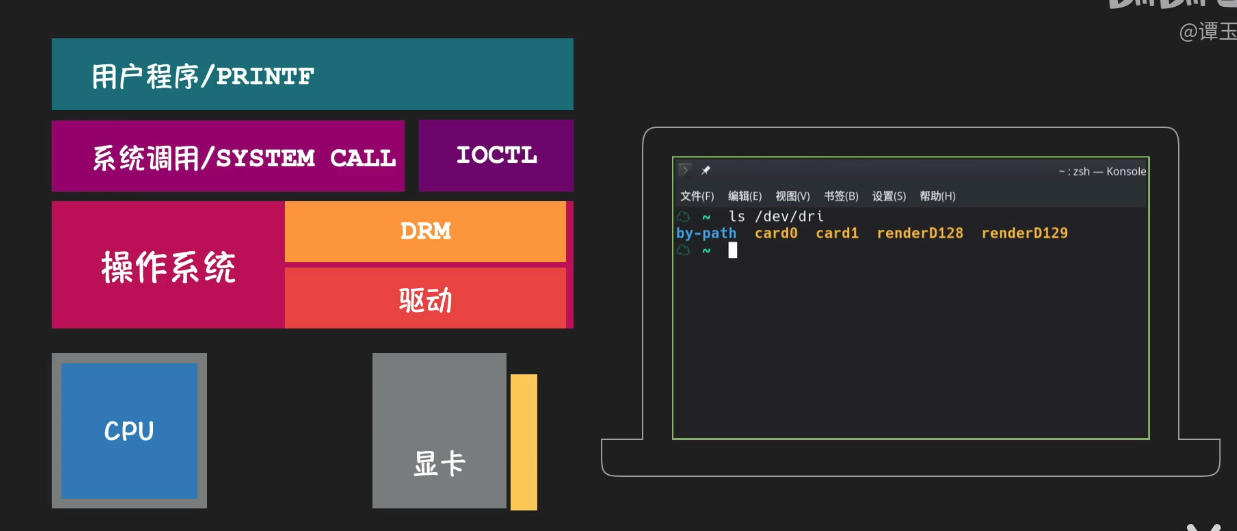 @谭玉
用户程序/PRINTF
系统调用/SYSTEM CALL
IOCTL
操作系统
DRM
驱动
CPU
显卡
~ : zsh — Konsole
文件(F) 编辑(E) 视图(V) 书签(B) 设置(S) 帮助(H)
~ ls /dev/dri
by-path card0 card1 renderD128 renderD129
~